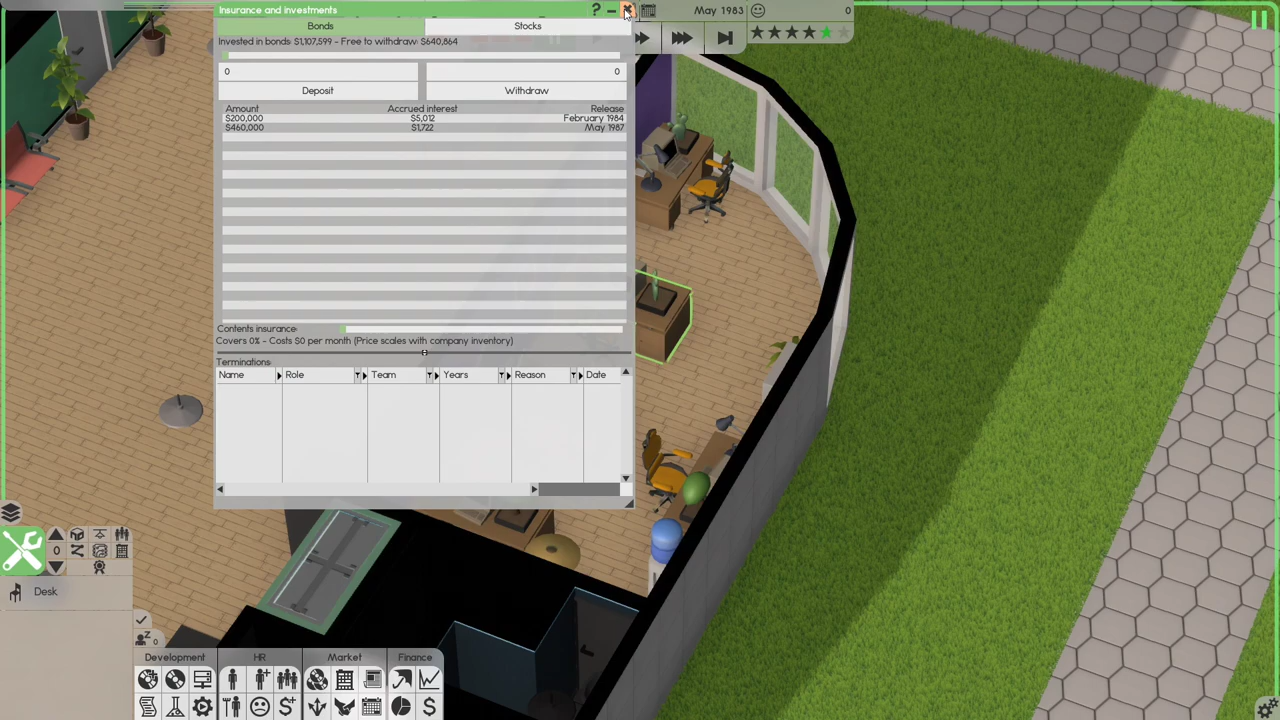 Insurance and investments ?
May 1983 0
Bonds Stocks
Invested in bonds: $1,107,599 - Free to withdraw: $640,864
0 0
Deposit Withdraw
Amount Accrued interest Release
$200,000 $5,012 February 1984
$460,000 $1,722 May 1987
Contents insurance:
Covers 0% - Costs $0 per month (Price scales with company inventory)
Terminations:
Name Role Team Years Reason Date
0
Desk
Z 0
Development HR Market Finance